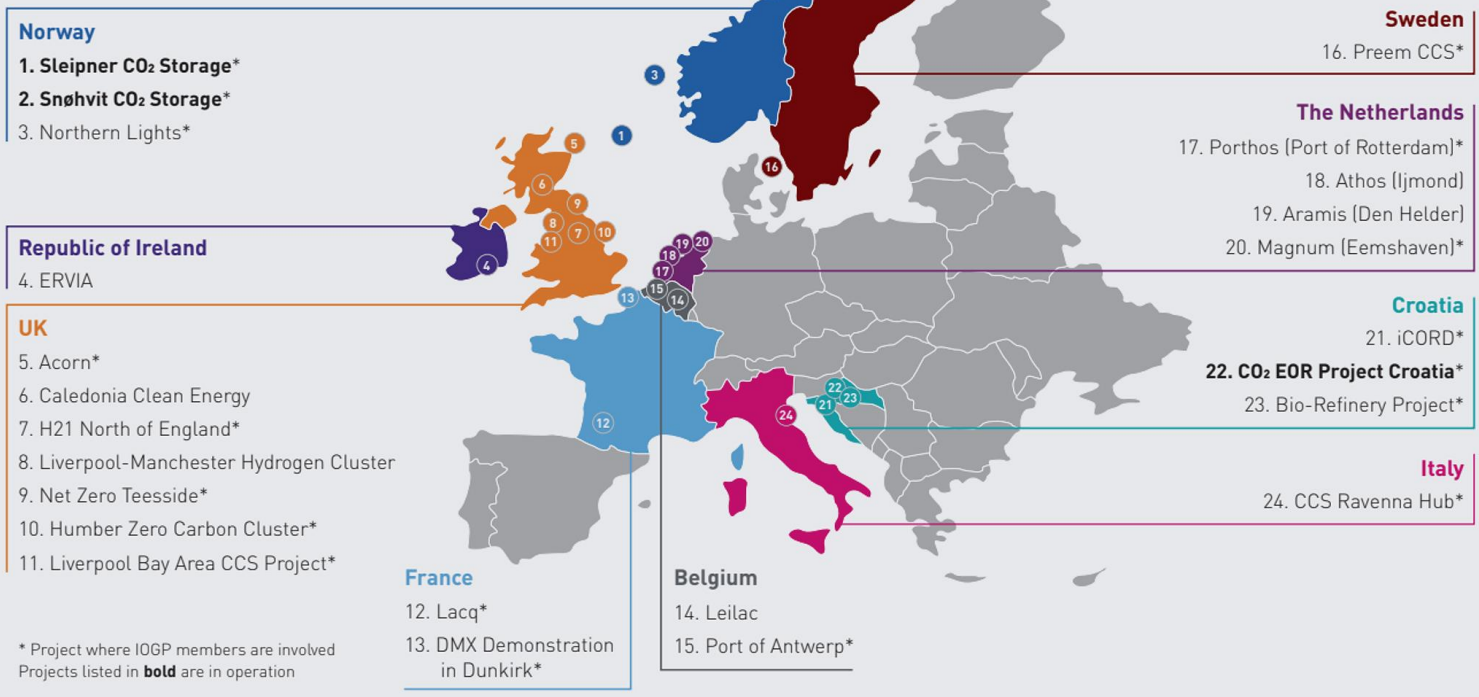 Norway
1. Sleipner CO₂ Storage*
2. Snøhvit CO₂ Storage*
3. Northern Lights*
Republic of Ireland
4. ERVIA
UK
5. Acorn*
6. Caledonia Clean Energy
7. H21 North of England*
8. Liverpool-Manchester Hydrogen Cluster
9. Net Zero Teesside*
10. Humber Zero Carbon Cluster*
11. Liverpool Bay Area CCS Project*
* Project where IOGP members are involved
Projects listed in bold are in operation
France
12. Lacq*
13. DMX Demonstration
in Dunkirk*
Belgium
14. Leilac
15. Port of Antwerp*
Sweden
16. Preem CCS*
The Netherlands
17. Porthos (Port of Rotterdam)*
18. Athos (Ijmond)
19. Aramis (Den Helder)
20. Magnum (Eemshaven)*
Croatia
21. iCORD*
22. CO₂ EOR Project Croatia*
23. Bio-Refinery Project*
Italy
24. CCS Ravenna Hub*
3
1
5
16
6
9
8
7
10
11
4
19
20
18
17
15
14
13
22
23
21
24
12